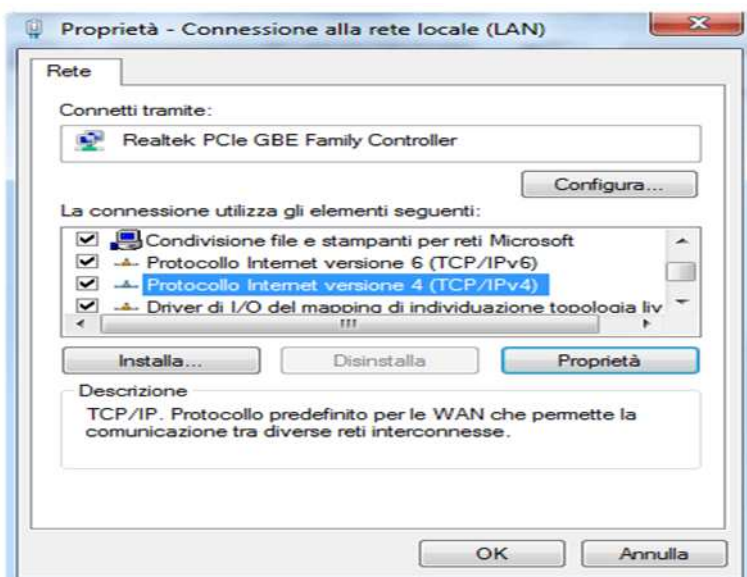 Proprietà - Connessione alla rete locale (LAN)
Rete
Connetti tramite:
Realtek PCIe GBE Family Controller
Configura...
La connessione utilizza gli elementi seguenti:
Condivisione file e stampanti per reti Microsoft
Protocollo Internet versione 6 (TCP/IPv6)
Protocollo Internet versione 4 (TCP/IPv4)
Driver di I/O del mapping di individuazione topologia liv
Installa... Disinstalla Proprietà
Descrizione
TCP/IP. Protocollo predefinito per le WAN che permette la
comunicazione tra diverse reti interconnesse.
OK Annulla